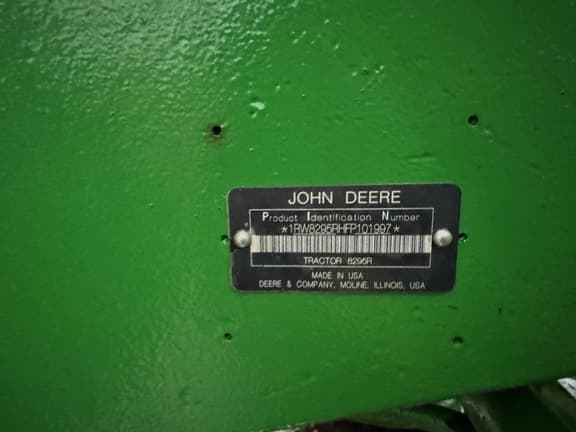 JOHN DEERE
Product Identification Number
*1RW8295RHFP101997*
TRACTOR 8295R
MADE IN USA
DEERE & COMPANY, MOLINE, ILLINOIS, USA